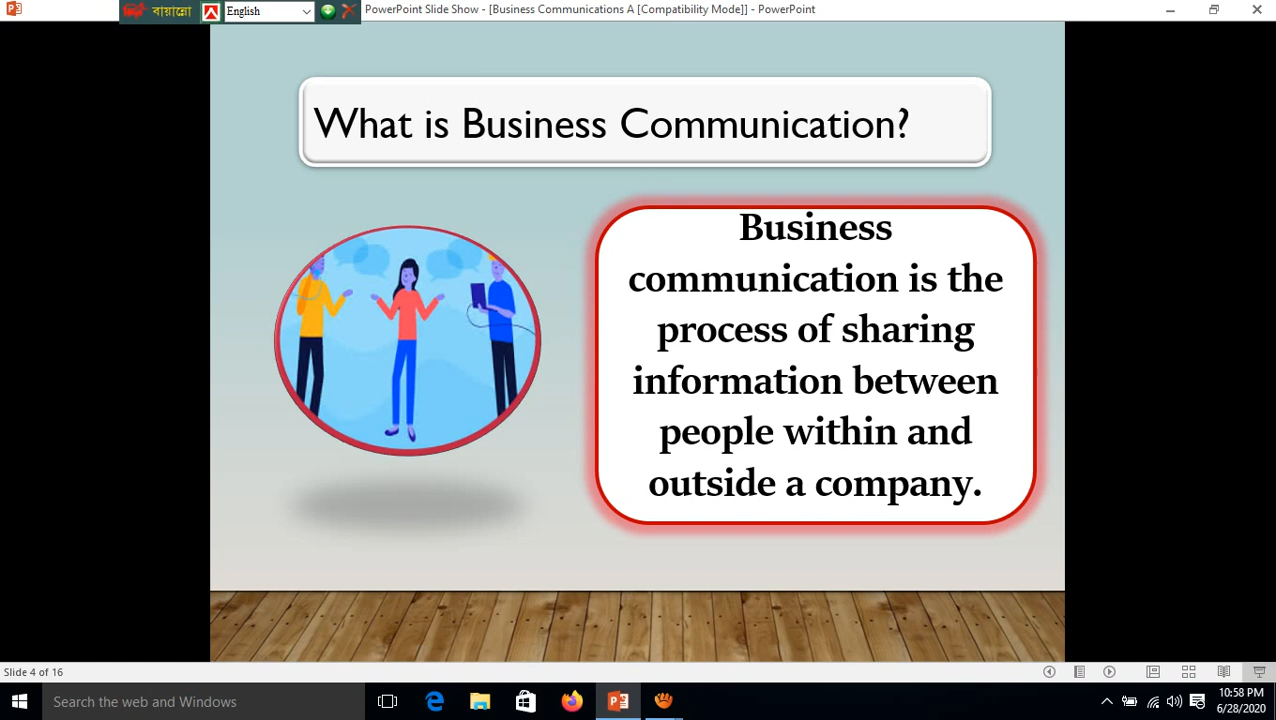 বায়ান্নো English PowerPoint Slide Show - [Business Communications A [Compatibility Mode]] - PowerPoint
What is Business Communication?
Business
communication is the
process of sharing
information between
people within and
outside a company.
Slide 4 of 16
Search the web and Windows
10:58 PM
6/28/2020